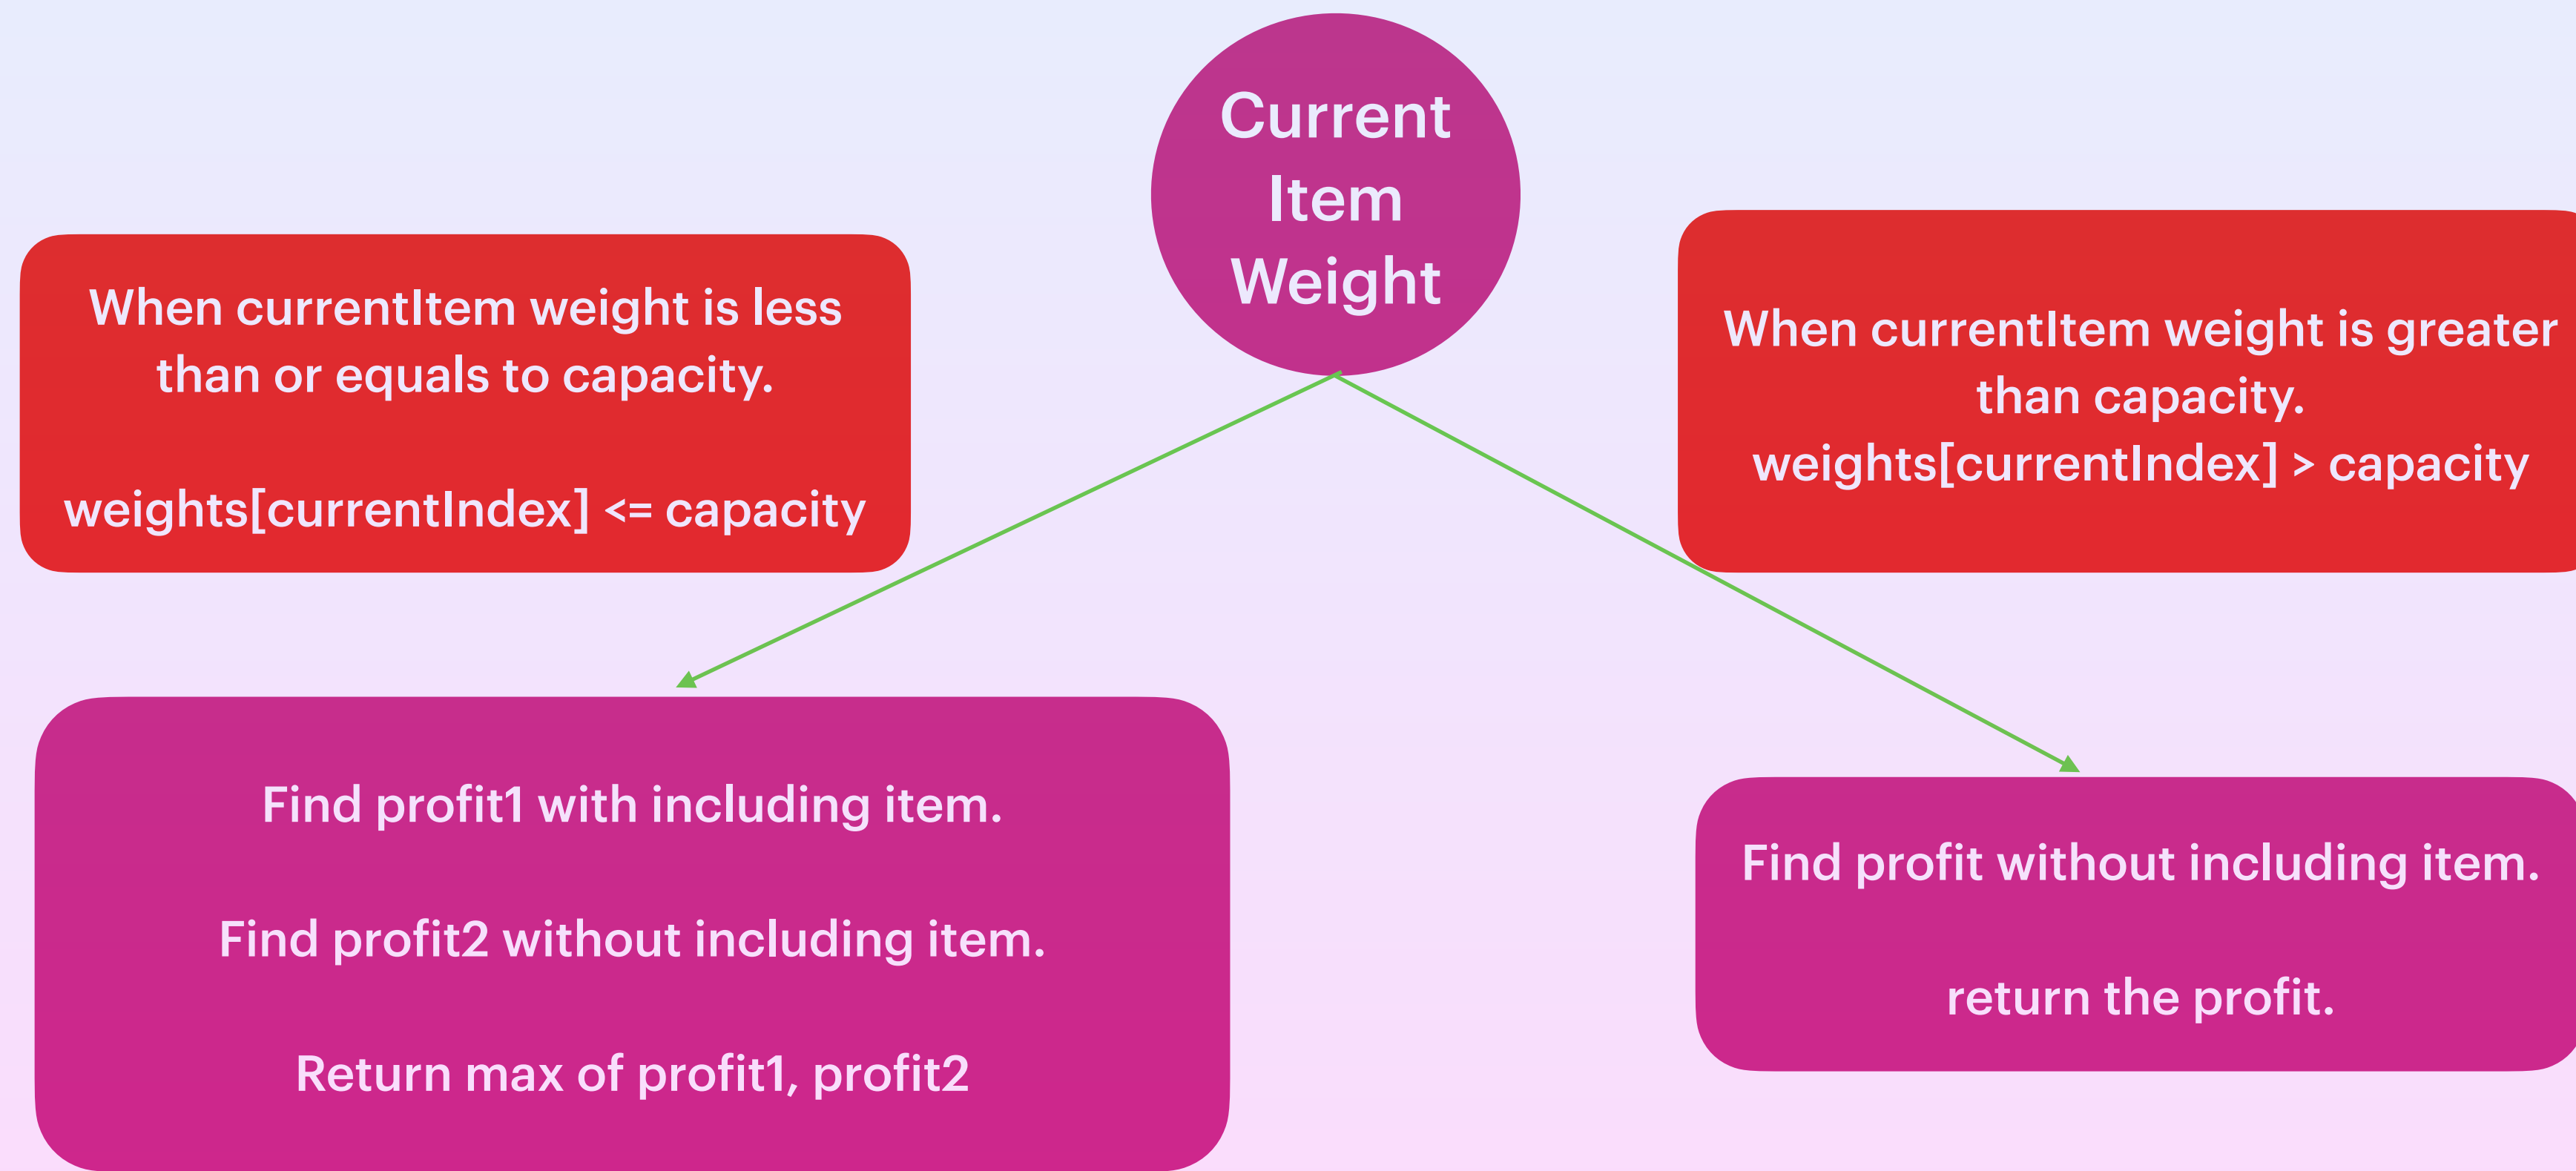 Current
Item
Weight
When currentItem weight is less
than or equals to capacity.
weights[currentIndex] <= capacity
When currentItem weight is greater
than capacity.
weights[currentIndex] > capacity
Find profit1 with including item.
Find profit2 without including item.
Return max of profit1, profit2
Find profit without including item.
return the profit.